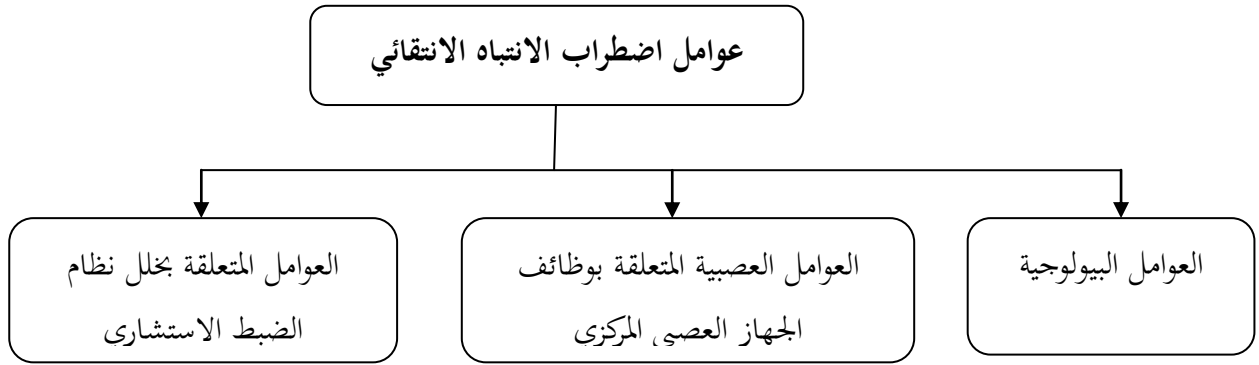 عوامل اضطراب الانتباه الانتقائي
العوامل البيولوجية
العوامل العصبية المتعلقة بوظائف
الجهاز العصبي المركزي
العوامل المتعلقة بخلل نظام
الضبط الاستشاري